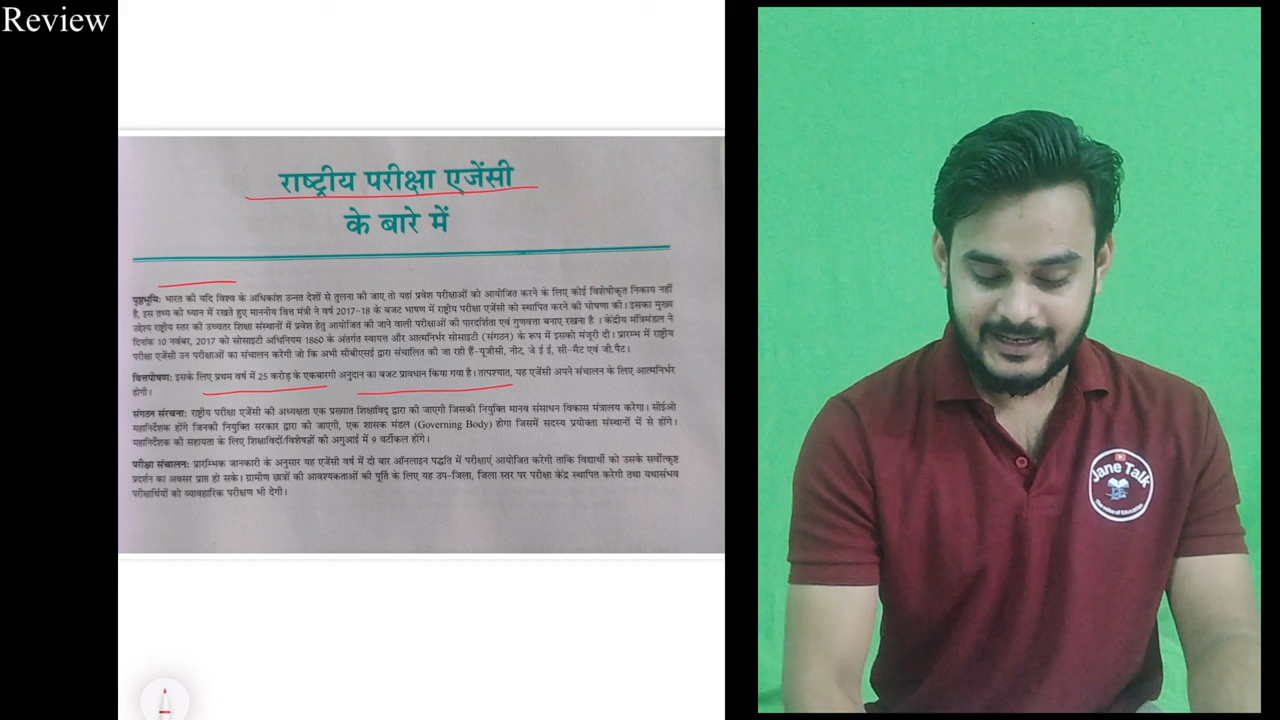 Review
राष्ट्रीय परीक्षा एजेंसी
के बारे में
पृष्ठभूमि: भारत की यदि विश्व के अधिकांश उन्नत देशों से तुलना की जाए तो यहां प्रवेश परीक्षाओं को आयोजित करने के लिए कोई विशेषीकृत निकाय नहीं
है, इस तथ्य को ध्यान में रखते हुए माननीय वित्त मंत्री ने वर्ष 2017-18 के बजट भाषण में राष्ट्रीय परीक्षा एजेंसी को स्थापित करने की घोषणा की। इसका मुख्य
उद्देश्य राष्ट्रीय स्तर की उच्चतर शिक्षा संस्थानों में प्रवेश हेतु आयोजित की जाने वाली परीक्षाओं की पारदर्शिता एवं गुणवत्ता बनाए रखना है। केंद्रीय मंत्रिमंडल ने
दिनांक 10 नवंबर, 2017 को सोसाइटी अधिनियम 1860 के अंतर्गत स्वायत्त और आत्मनिर्भर सोसाइटी (संगठन) के रूप में इसको मंजूरी दी। प्रारम्भ में राष्ट्रीय
परीक्षा एजेंसी उन परीक्षाओं का संचालन करेगी जो कि अभी सीबीएसई द्वारा संचालित की जा रही हैं-यूजीसी, नीट, जे ई ई, सी-मैट एवं जी.पैट।
वित्तपोषण: इसके लिए प्रथम वर्ष में 25 करोड़ के एकबारगी अनुदान का बजट प्रावधान किया गया है। तत्पश्चात, यह एजेंसी अपने संचालन के लिए आत्मनिर्भर
होगी।
संगठन संरचना: राष्ट्रीय परीक्षा एजेंसी की अध्यक्षता एक प्रख्यात शिक्षाविद् द्वारा की जाएगी जिसकी नियुक्ति मानव संसाधन विकास मंत्रालय करेगा। सीईओ
महानिर्देशक होंगे जिनकी नियुक्ति सरकार द्वारा की जाएगी, एक शासक मंडल (Governing Body) होगा जिसमें सदस्य प्रयोक्ता संस्थानों में से होंगे।
महानिर्देशक की सहायता के लिए शिक्षाविदों/विशेषज्ञों की अगुआई में 9 वर्टीकल होंगे।
परीक्षा संचालन: प्रारम्भिक जानकारी के अनुसार यह एजेंसी वर्ष में दो बार ऑनलाइन पद्धति में परीक्षाएं आयोजित करेगी ताकि विद्यार्थी को उसके सर्वोत्कृष्ट
प्रदर्शन का अवसर प्राप्त हो सके। ग्रामीण छात्रों की आवश्यकताओं की पूर्ति के लिए यह उप-जिला, जिला स्तर पर परीक्षा केंद्र स्थापित करेगी तथा यथासंभव
परीक्षार्थियों को व्यावहारिक परीक्षण भी देगी।
Jane Talk